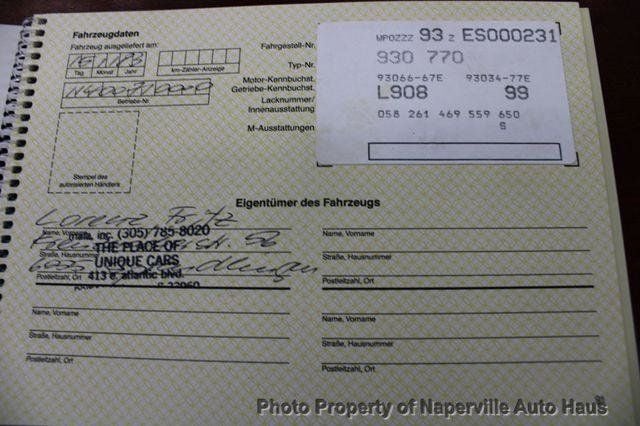 Fahrzeugdaten
Fahrzeug ausgeliefert am:
Tag Monat Jahr
km-Zähler-Anzeige
Betriebs-Nr.
Stempel des
autorisierten Händlers
Fahrgestell-Nr.
Typ-Nr.
Motor-Kennbuchst.
Getriebe-Kennbuchst.
Lacknummer/
Innenausstattung
M-Ausstattungen
WP0ZZZ 93 Z ES000231
930 770
93066-67E 93034-77E
L908 99
058 261 469 559 650
S
Eigentümer des Fahrzeugs
Lorenz Fritz
Name, Vorname
inc. (305) 785-8020
THE PLACE OF
Straße, Hausnummer
UNIQUE CARS
Postleitzahl, Ort
413 e. atlantic blvd.
Name, Vorname
Straße, Hausnummer
Postleitzahl, Ort
Name, Vorname
Straße, Hausnummer
Postleitzahl, Ort
Name, Vorname
Straße, Hausnummer
Postleitzahl, Ort
Photo Property of Naperville Auto Haus